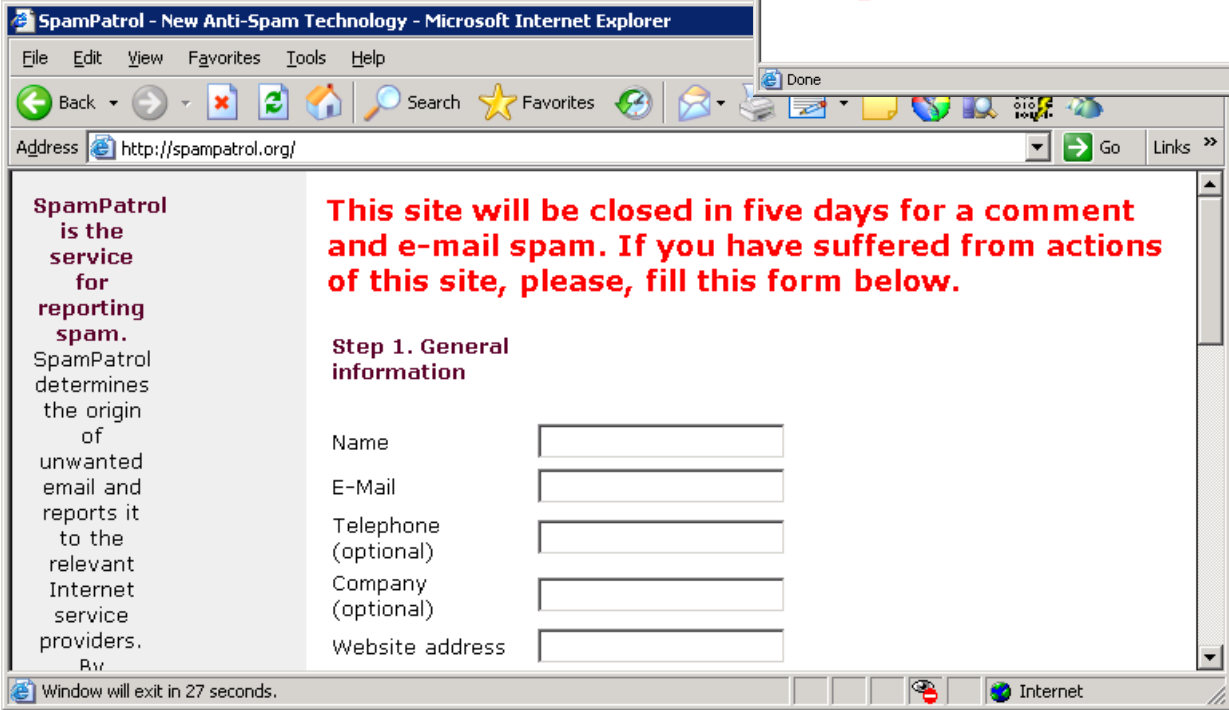 SpamPatrol - New Anti-Spam Technology - Microsoft Internet Explorer
File Edit View Favorites Tools Help
Done
Back Search Favorites
Address http://spampatrol.org/ Go Links »
SpamPatrol
is the
service
for
reporting
spam.
SpamPatrol
determines
the origin
of
unwanted
email and
reports it
to the
relevant
Internet
service
providers.
By
This site will be closed in five days for a comment
and e-mail spam. If you have suffered from actions
of this site, please, fill this form below.
Step 1. General
information
Name
E-Mail
Telephone
(optional)
Company
(optional)
Website address
Window will exit in 27 seconds. Internet